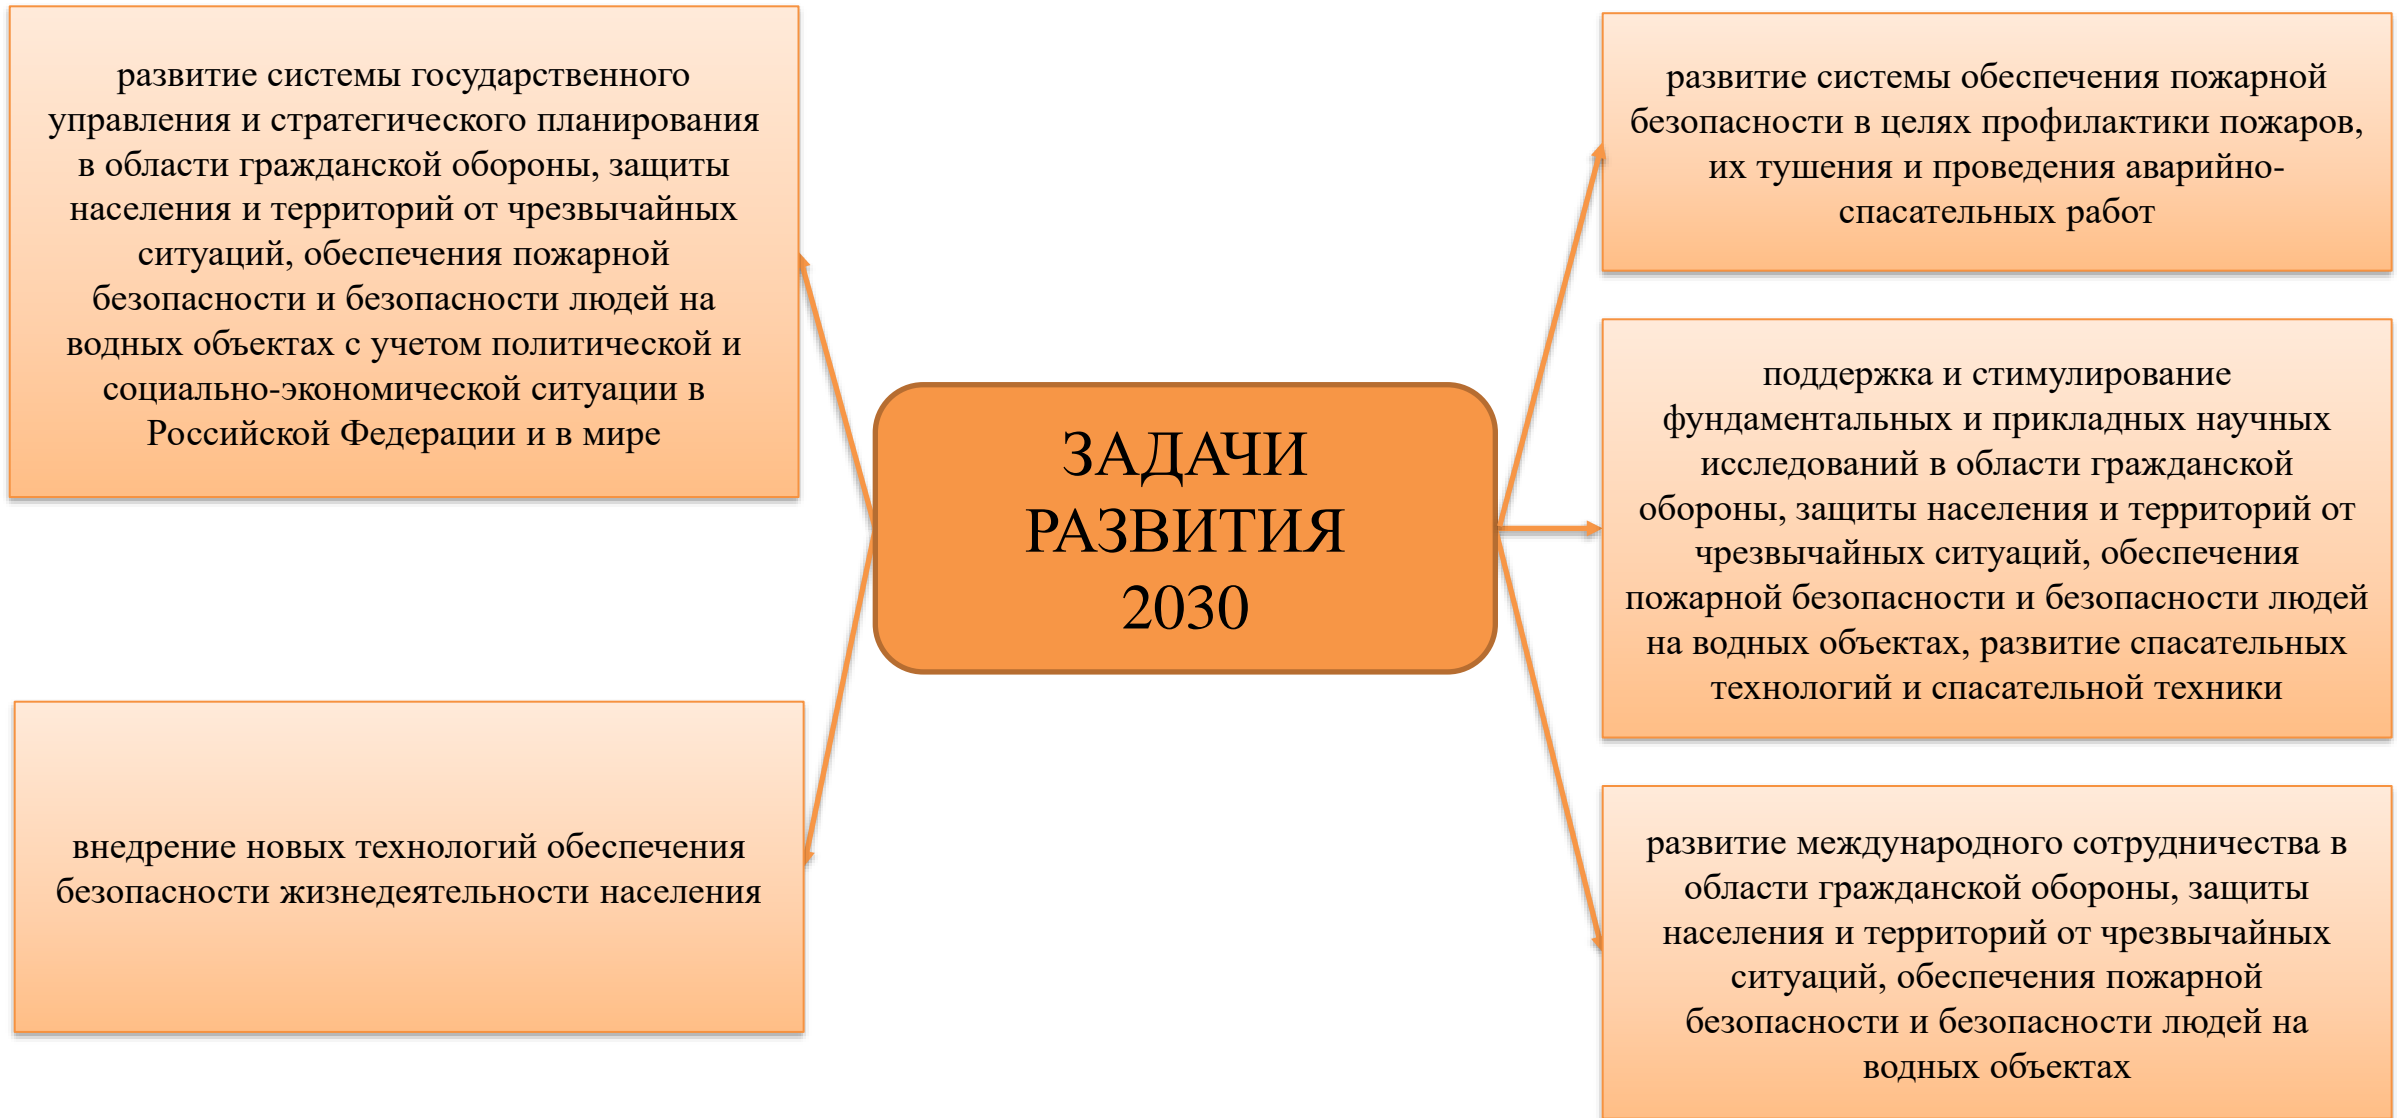 развитие системы государственного
управления и стратегического планирования
в области гражданской обороны, защиты
населения и территорий от чрезвычайных
ситуаций, обеспечения пожарной
безопасности и безопасности людей на
водных объектах с учетом политической и
социально-экономической ситуации в
Российской Федерации и в мире
внедрение новых технологий обеспечения
безопасности жизнедеятельности населения
ЗАДАЧИ
РАЗВИТИЯ
2030
развитие системы обеспечения пожарной
безопасности в целях профилактики пожаров,
их тушения и проведения аварийно-
спасательных работ
поддержка и стимулирование
фундаментальных и прикладных научных
исследований в области гражданской
обороны, защиты населения и территорий от
чрезвычайных ситуаций, обеспечения
пожарной безопасности и безопасности людей
на водных объектах, развитие спасательных
технологий и спасательной техники
развитие международного сотрудничества в
области гражданской обороны, защиты
населения и территорий от чрезвычайных
ситуаций, обеспечения пожарной
безопасности и безопасности людей на
водных объектах